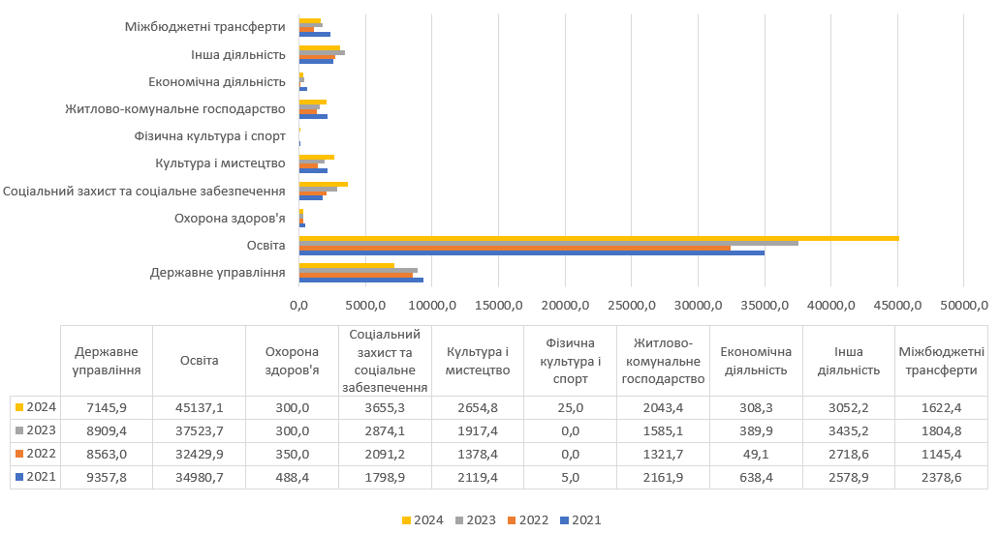 Міжбюджетні трансферти
Інша діяльність
Економічна діяльність
Житлово-комунальне господарство
Фізична культура і спорт
Культура і мистецтво
Соціальний захист та соціальне забезпечення
Охорона здоров'я
Освіта
Державне управління
0,0 5000,0 10000,0 15000,0 20000,0 25000,0 30000,0 35000,0 40000,0 45000,0 50000,0
Державне управління Освіта Охорона здоров'я Соціальний захист та соціальне забезпечення Культура і мистецтво Фізична культура і спорт Житлово-комунальне господарство Економічна діяльність Інша діяльність Міжбюджетні трансферти
2024 7145,9 45137,1 300,0 3655,3 2654,8 25,0 2043,4 308,3 3052,2 1622,4
2023 8909,4 37523,7 300,0 2874,1 1917,4 0,0 1585,1 389,9 3435,2 1804,8
2022 8563,0 32429,9 350,0 2091,2 1378,4 0,0 1321,7 49,1 2718,6 1145,4
2021 9357,8 34980,7 488,4 1798,9 2119,4 5,0 2161,9 638,4 2578,9 2378,6
2024 2023 2022 2021